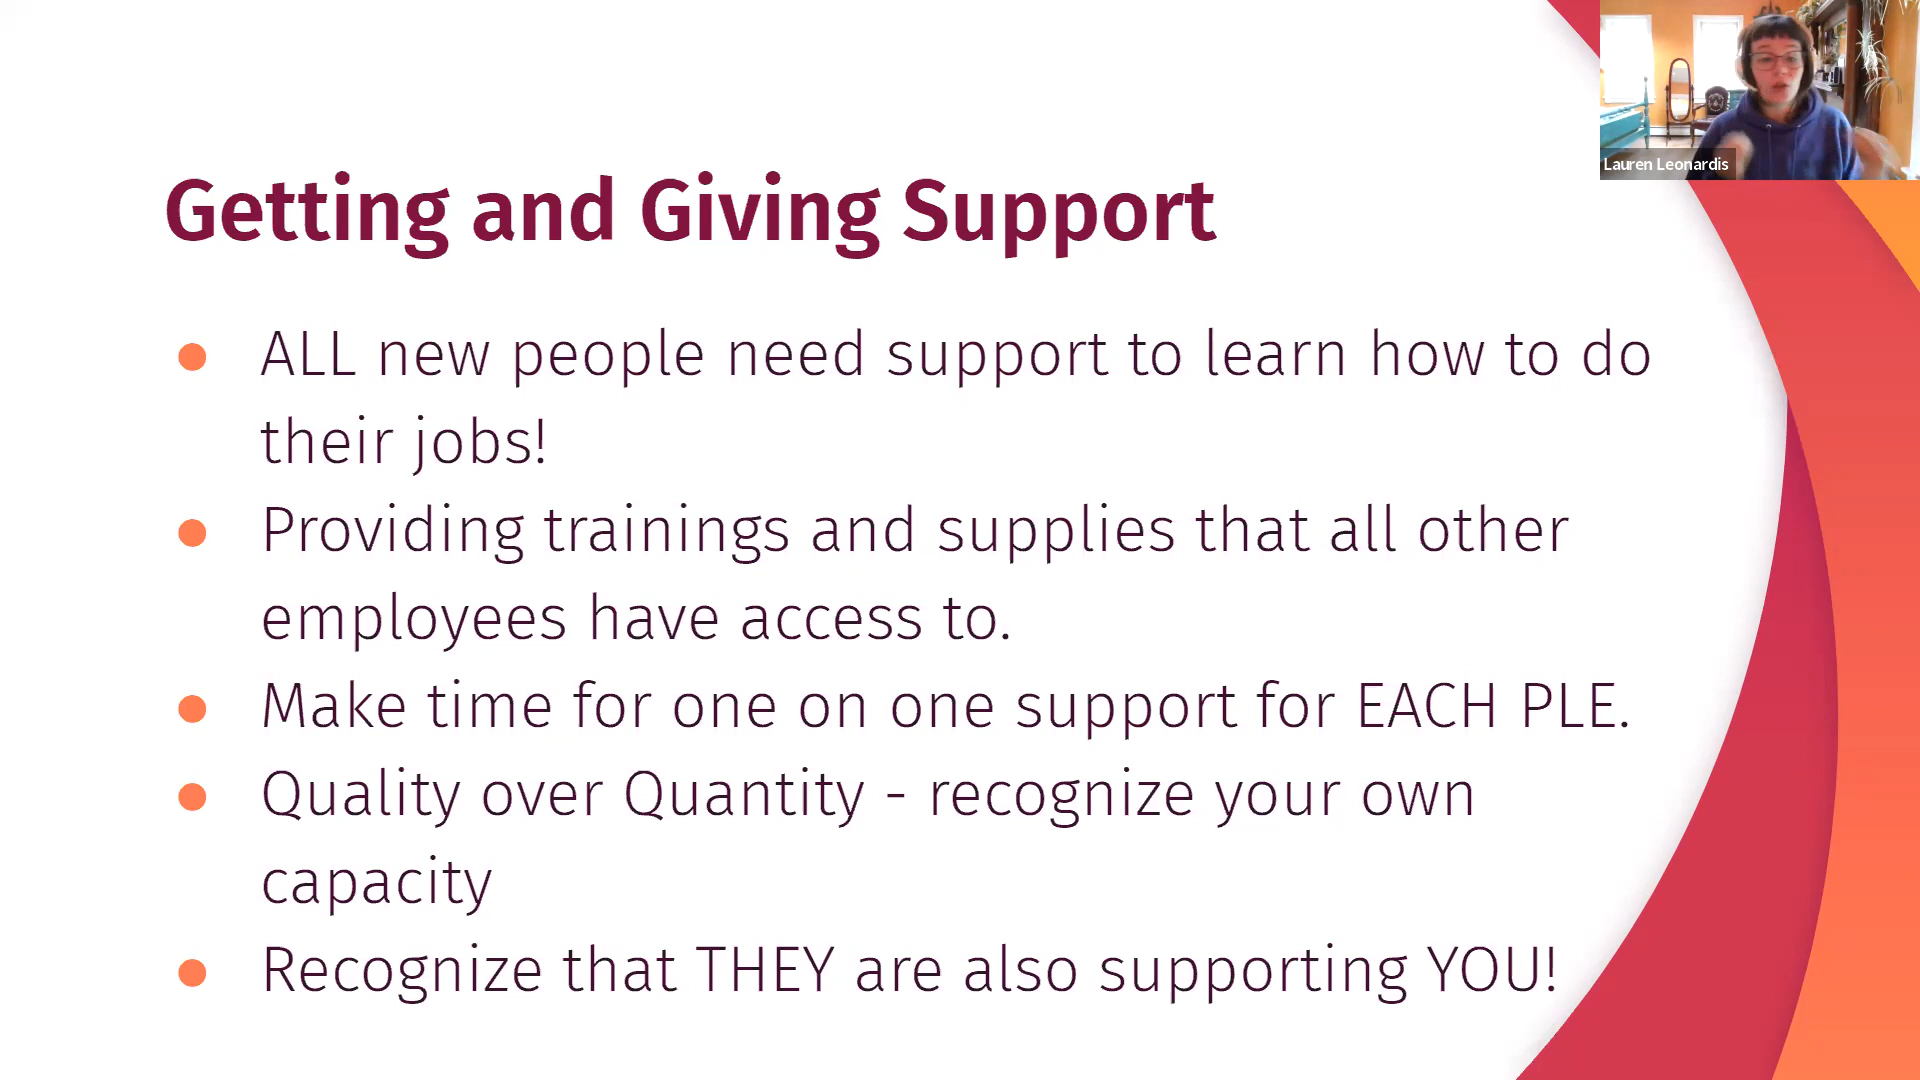 Lauren Leonardis
Getting and Giving Support
● ALL new people need support to learn how to do
their jobs!
● Providing trainings and supplies that all other
employees have access to.
● Make time for one on one support for EACH PLE.
● Quality over Quantity - recognize your own
capacity
● Recognize that THEY are also supporting YOU!